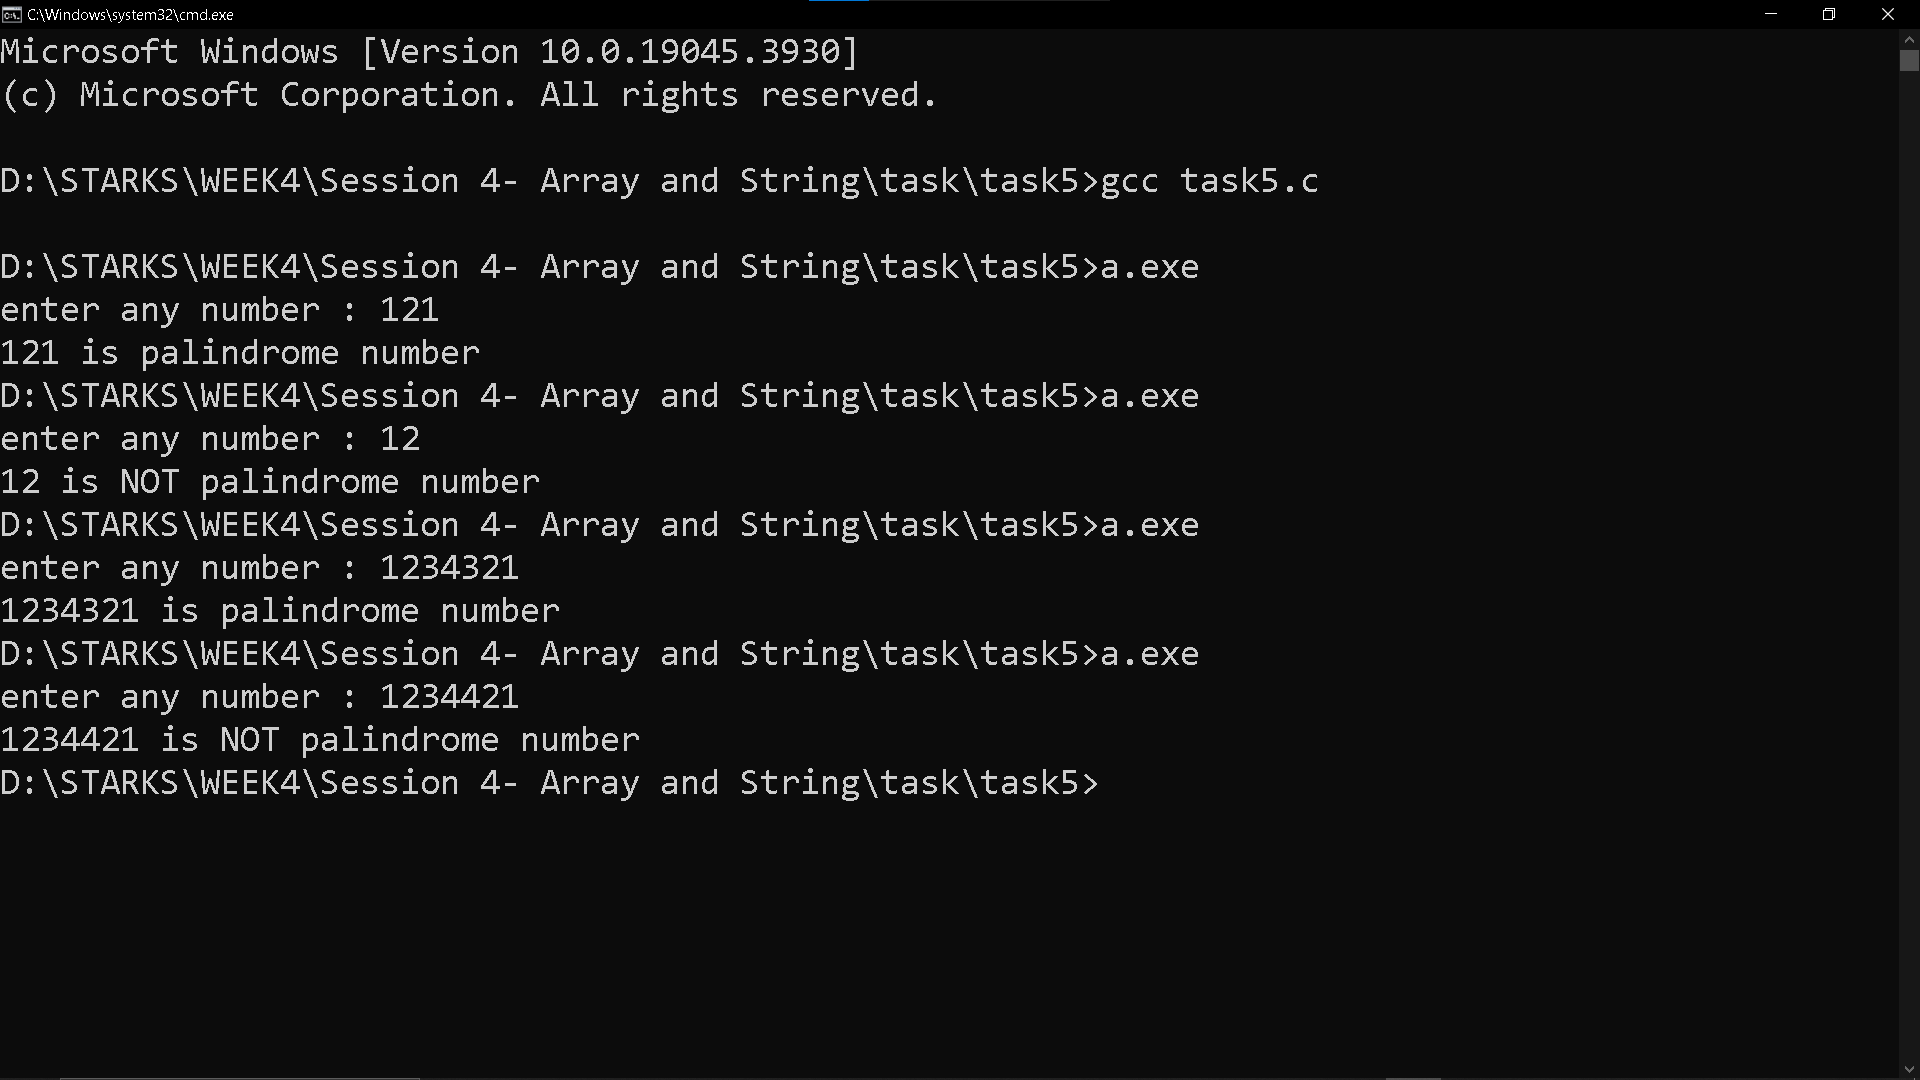 C:\Windows\system32\cmd.exe
Microsoft Windows [Version 10.0.19045.3930]
(c) Microsoft Corporation. All rights reserved.
D:\STARKS\WEEK4\Session 4- Array and String\task\task5>gcc task5.c
D:\STARKS\WEEK4\Session 4- Array and String\task\task5>a.exe
enter any number : 121
121 is palindrome number
D:\STARKS\WEEK4\Session 4- Array and String\task\task5>a.exe
enter any number : 12
12 is NOT palindrome number
D:\STARKS\WEEK4\Session 4- Array and String\task\task5>a.exe
enter any number : 1234321
1234321 is palindrome number
D:\STARKS\WEEK4\Session 4- Array and String\task\task5>a.exe
enter any number : 1234421
1234421 is NOT palindrome number
D:\STARKS\WEEK4\Session 4- Array and String\task\task5>